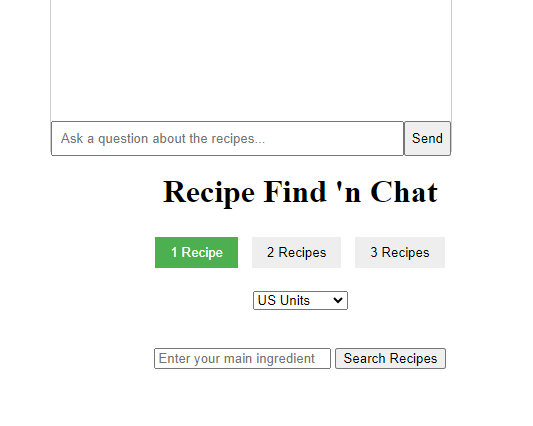 Ask a question about the recipes... Send
Recipe Find 'n Chat
1 Recipe 2 Recipes 3 Recipes
US Units
Enter your main ingredient Search Recipes